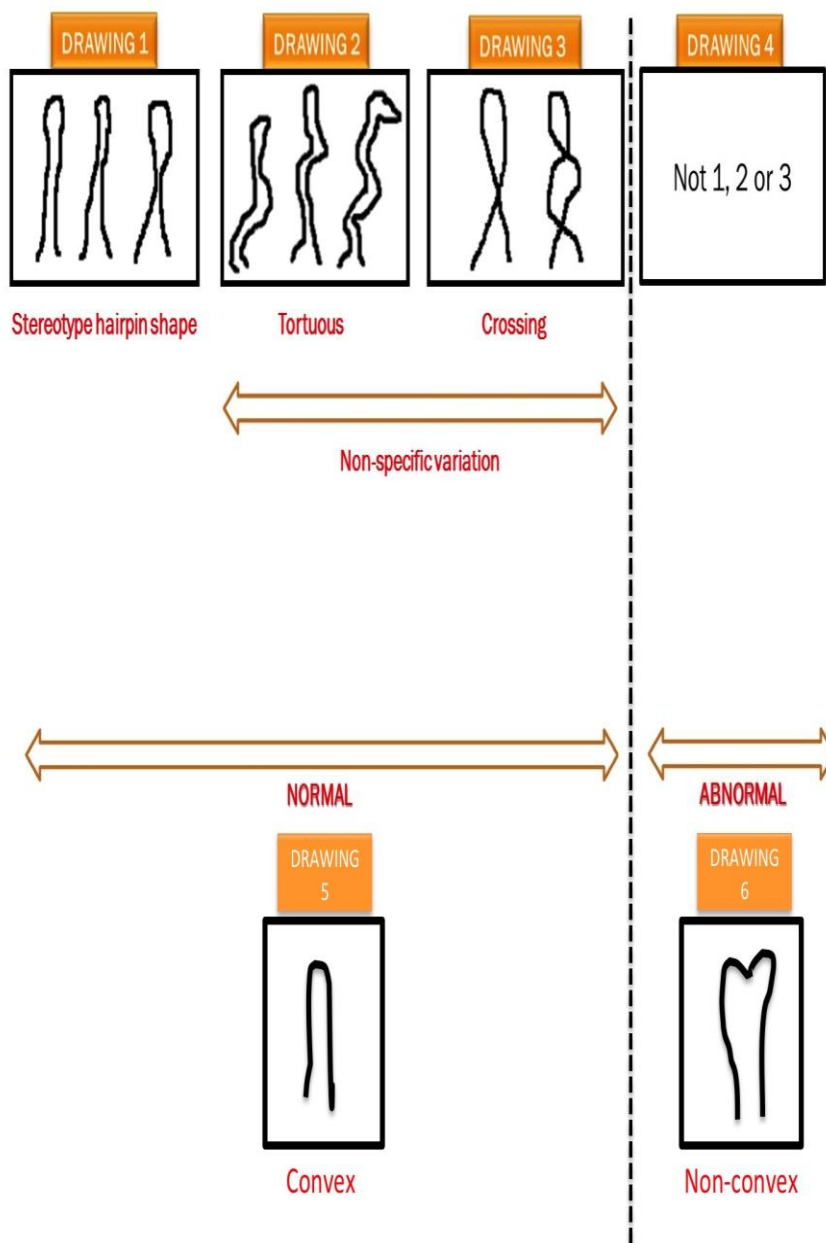 DRAWING 1
DRAWING 2
DRAWING 3
DRAWING 4
Not 1, 2 or 3
Stereotype hairpin shape
Tortuous
Crossing
Non-specific variation
NORMAL
ABNORMAL
DRAWING
5
DRAWING
6
Convex
Non-convex